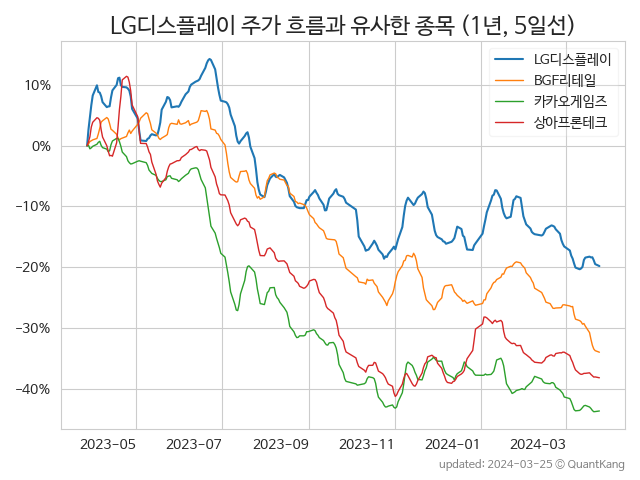 LG디스플레이 주가 흐름과 유사한 종목 (1년, 5일선)
LG디스플레이
BGF리테일
카카오게임즈
상아프론테크
10%
0%
−10%
−20%
−30%
−40%
2023−05
2023−07
2023−09
2023−11
2024−01
2024−03
updated: 2024−03−25 © QuantKang